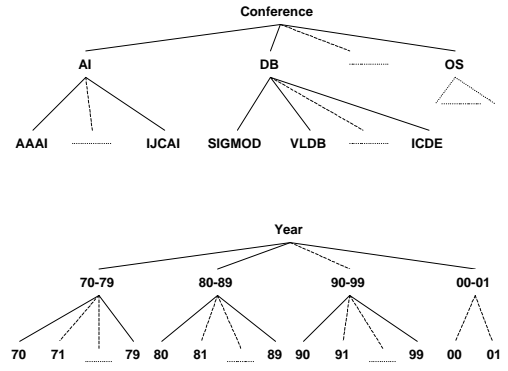 Conference
AI DB OS
AAAI IJCAI SIGMOD VLDB ICDE
Year
70-79 80-89 90-99 00-01
70 71 79 80 81 89 90 91 99 00 01